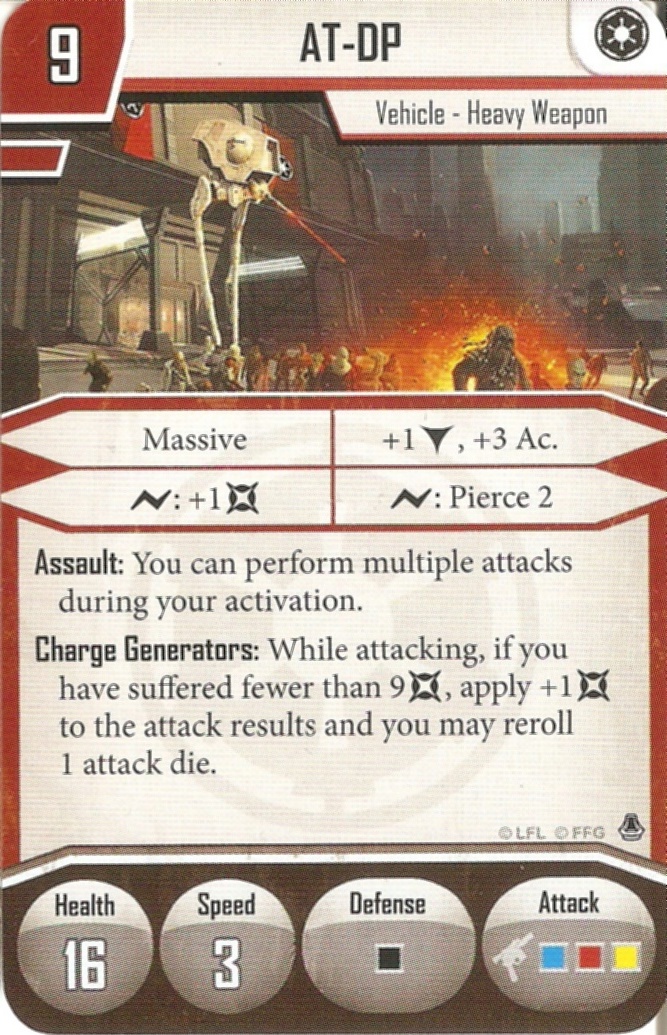 9
AT-DP
Vehicle - Heavy Weapon
Massive
+1, +3 Ac.
: +1
: Pierce 2
Assault: You can perform multiple attacks
during your activation.
Charge Generators: While attacking, if you
have suffered fewer than 9, apply +1
to the attack results and you may reroll
1 attack die.
©LFL ©FFG
Health
Speed
Defense
Attack
16
3